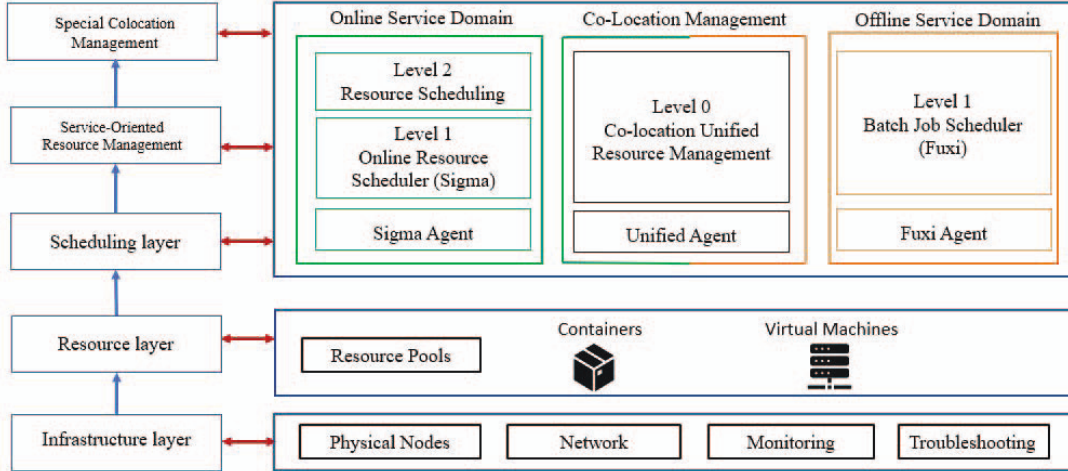 Special Colocation
Management
Service-Oriented
Resource Management
Scheduling layer
Resource layer
Infrastructure layer
Online Service Domain
Level 2
Resource Scheduling
Level 1
Online Resource
Scheduler (Sigma)
Sigma Agent
Co-Location Management
Level 0
Co-location Unified
Resource Management
Unified Agent
Offline Service Domain
Level 1
Batch Job Scheduler
(Fuxi)
Fuxi Agent
Resource Pools
Containers
Virtual Machines
Physical Nodes
Network
Monitoring
Troubleshooting